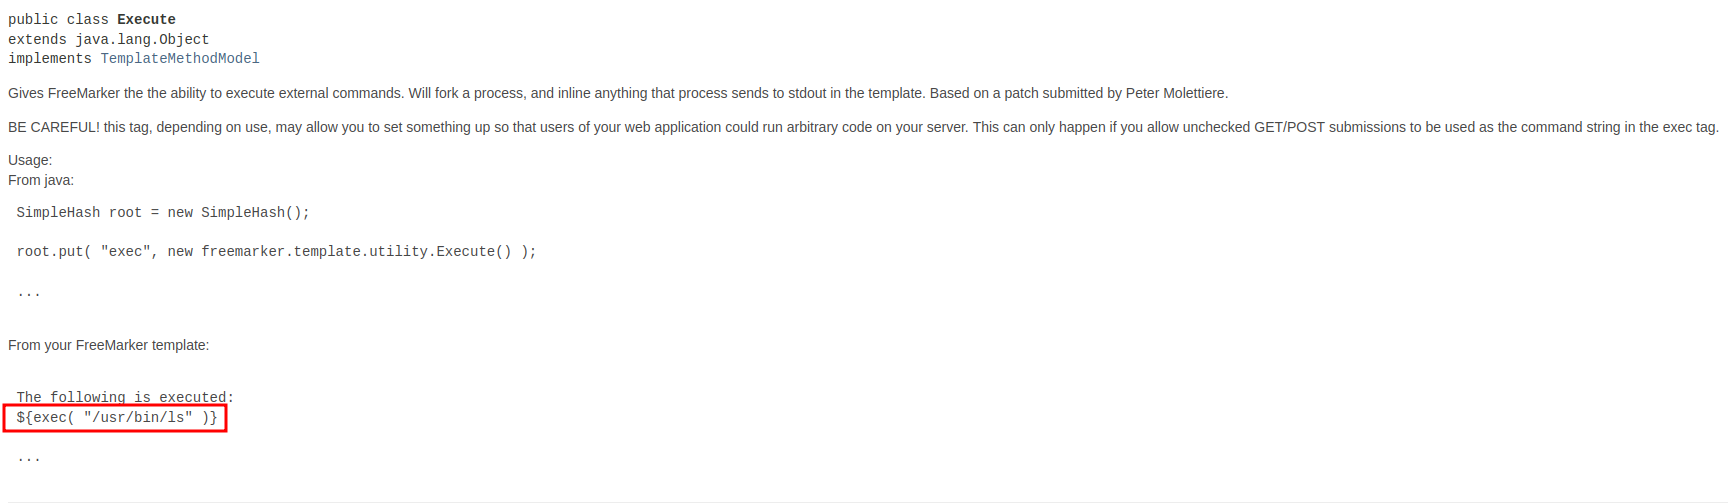 public class Execute
extends java.lang.Object
implements TemplateMethodModel
Gives FreeMarker the the ability to execute external commands. Will fork a process, and inline anything that process sends to stdout in the template. Based on a patch submitted by Peter Molettiere.
BE CAREFUL! this tag, depending on use, may allow you to set something up so that users of your web application could run arbitrary code on your server. This can only happen if you allow unchecked GET/POST submissions to be used as the command string in the exec tag.
Usage:
From java:
SimpleHash root = new SimpleHash();
root.put( "exec", new freemarker.template.utility.Execute() );
...
From your FreeMarker template:
The following is executed:
${exec( "/usr/bin/ls" )}
...